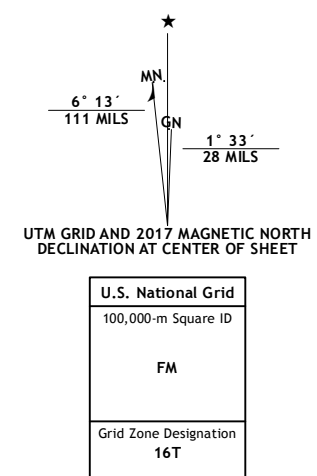 ★
MN.
6° 13´
111 MILS
GN
1° 33´
28 MILS
UTM GRID AND 2017 MAGNETIC NORTH
DECLINATION AT CENTER OF SHEET
U.S. National Grid
100,000-m Square ID
FM
Grid Zone Designation
16T